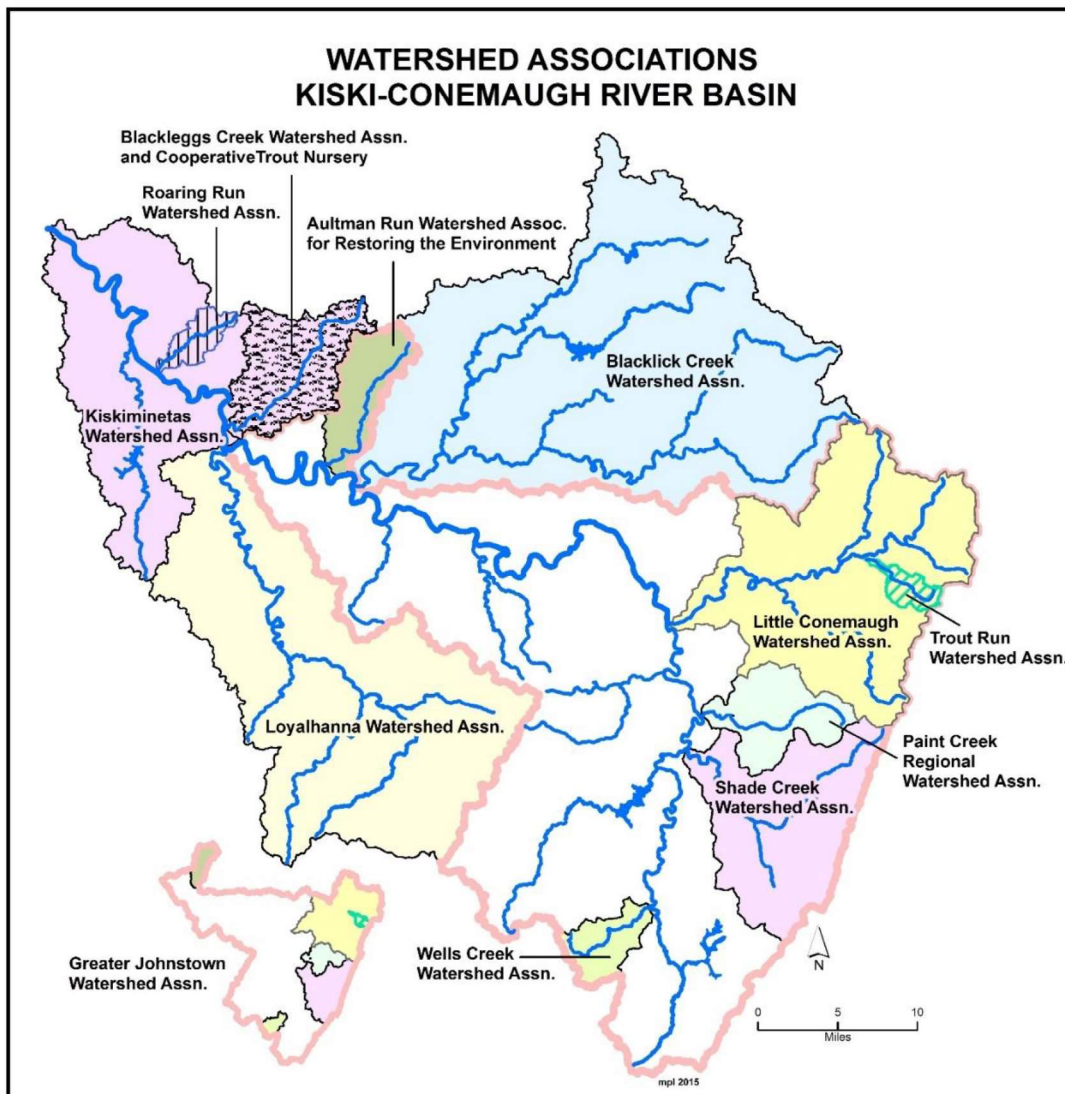 WATERSHED ASSOCIATIONS
KISKI-CONEMAUGH RIVER BASIN
Blackleggs Creek Watershed Assn.
and CooperativeTrout Nursery
Roaring Run
Watershed Assn.
Aultman Run Watershed Assoc.
for Restoring the Environment
Blacklick Creek
Watershed Assn.
Kiskiminetas
Watershed Assn.
Little Conemaugh
Watershed Assn.
Trout Run
Watershed Assn.
Loyalhanna Watershed Assn.
Paint Creek
Regional
Watershed Assn.
Shade Creek
Watershed Assn.
Greater Johnstown
Watershed Assn.
Wells Creek
Watershed Assn.
N
0 5 10
Miles
mpl 2015